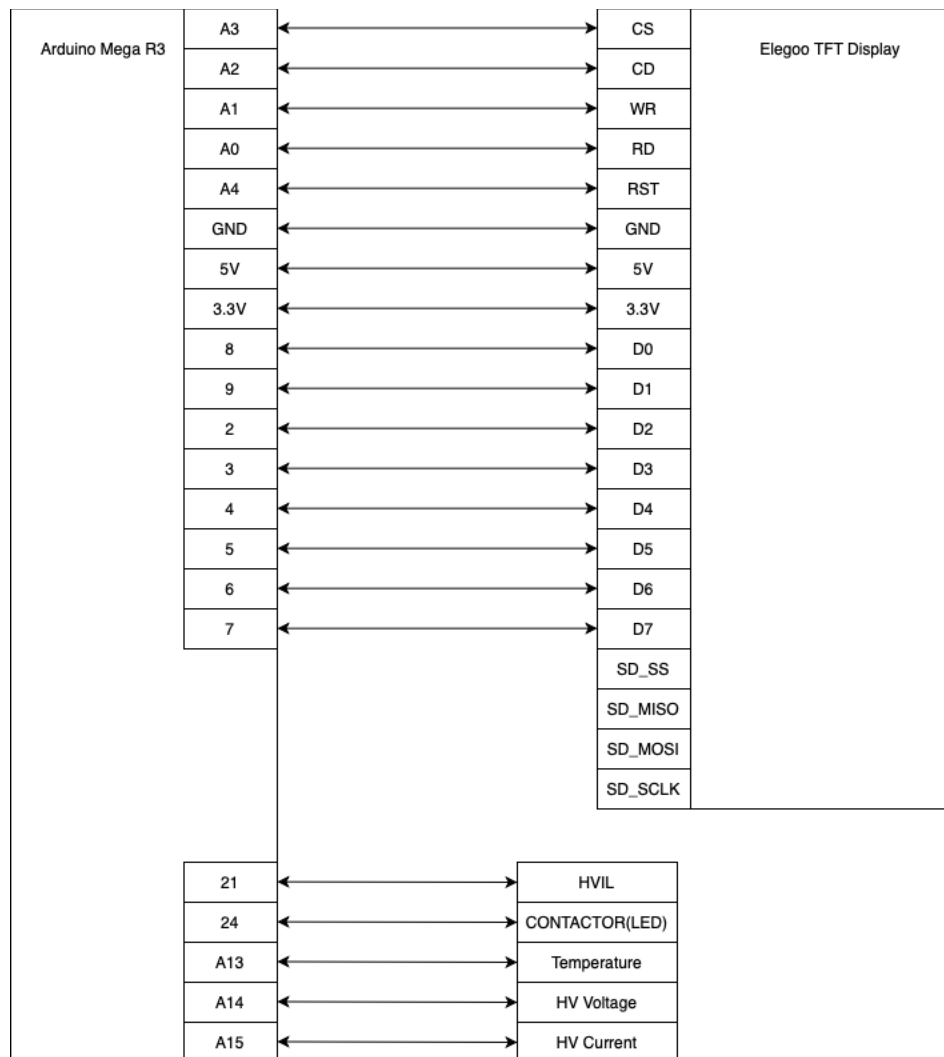 Arduino Mega R3
Elegoo TFT Display
A3 CS
A2 CD
A1 WR
A0 RD
A4 RST
GND GND
5V 5V
3.3V 3.3V
8 D0
9 D1
2 D2
3 D3
4 D4
5 D5
6 D6
7 D7
SD_SS
SD_MISO
SD_MOSI
SD_SCLK
21 HVIL
24 CONTACTOR(LED)
A13 Temperature
A14 HV Voltage
A15 HV Current